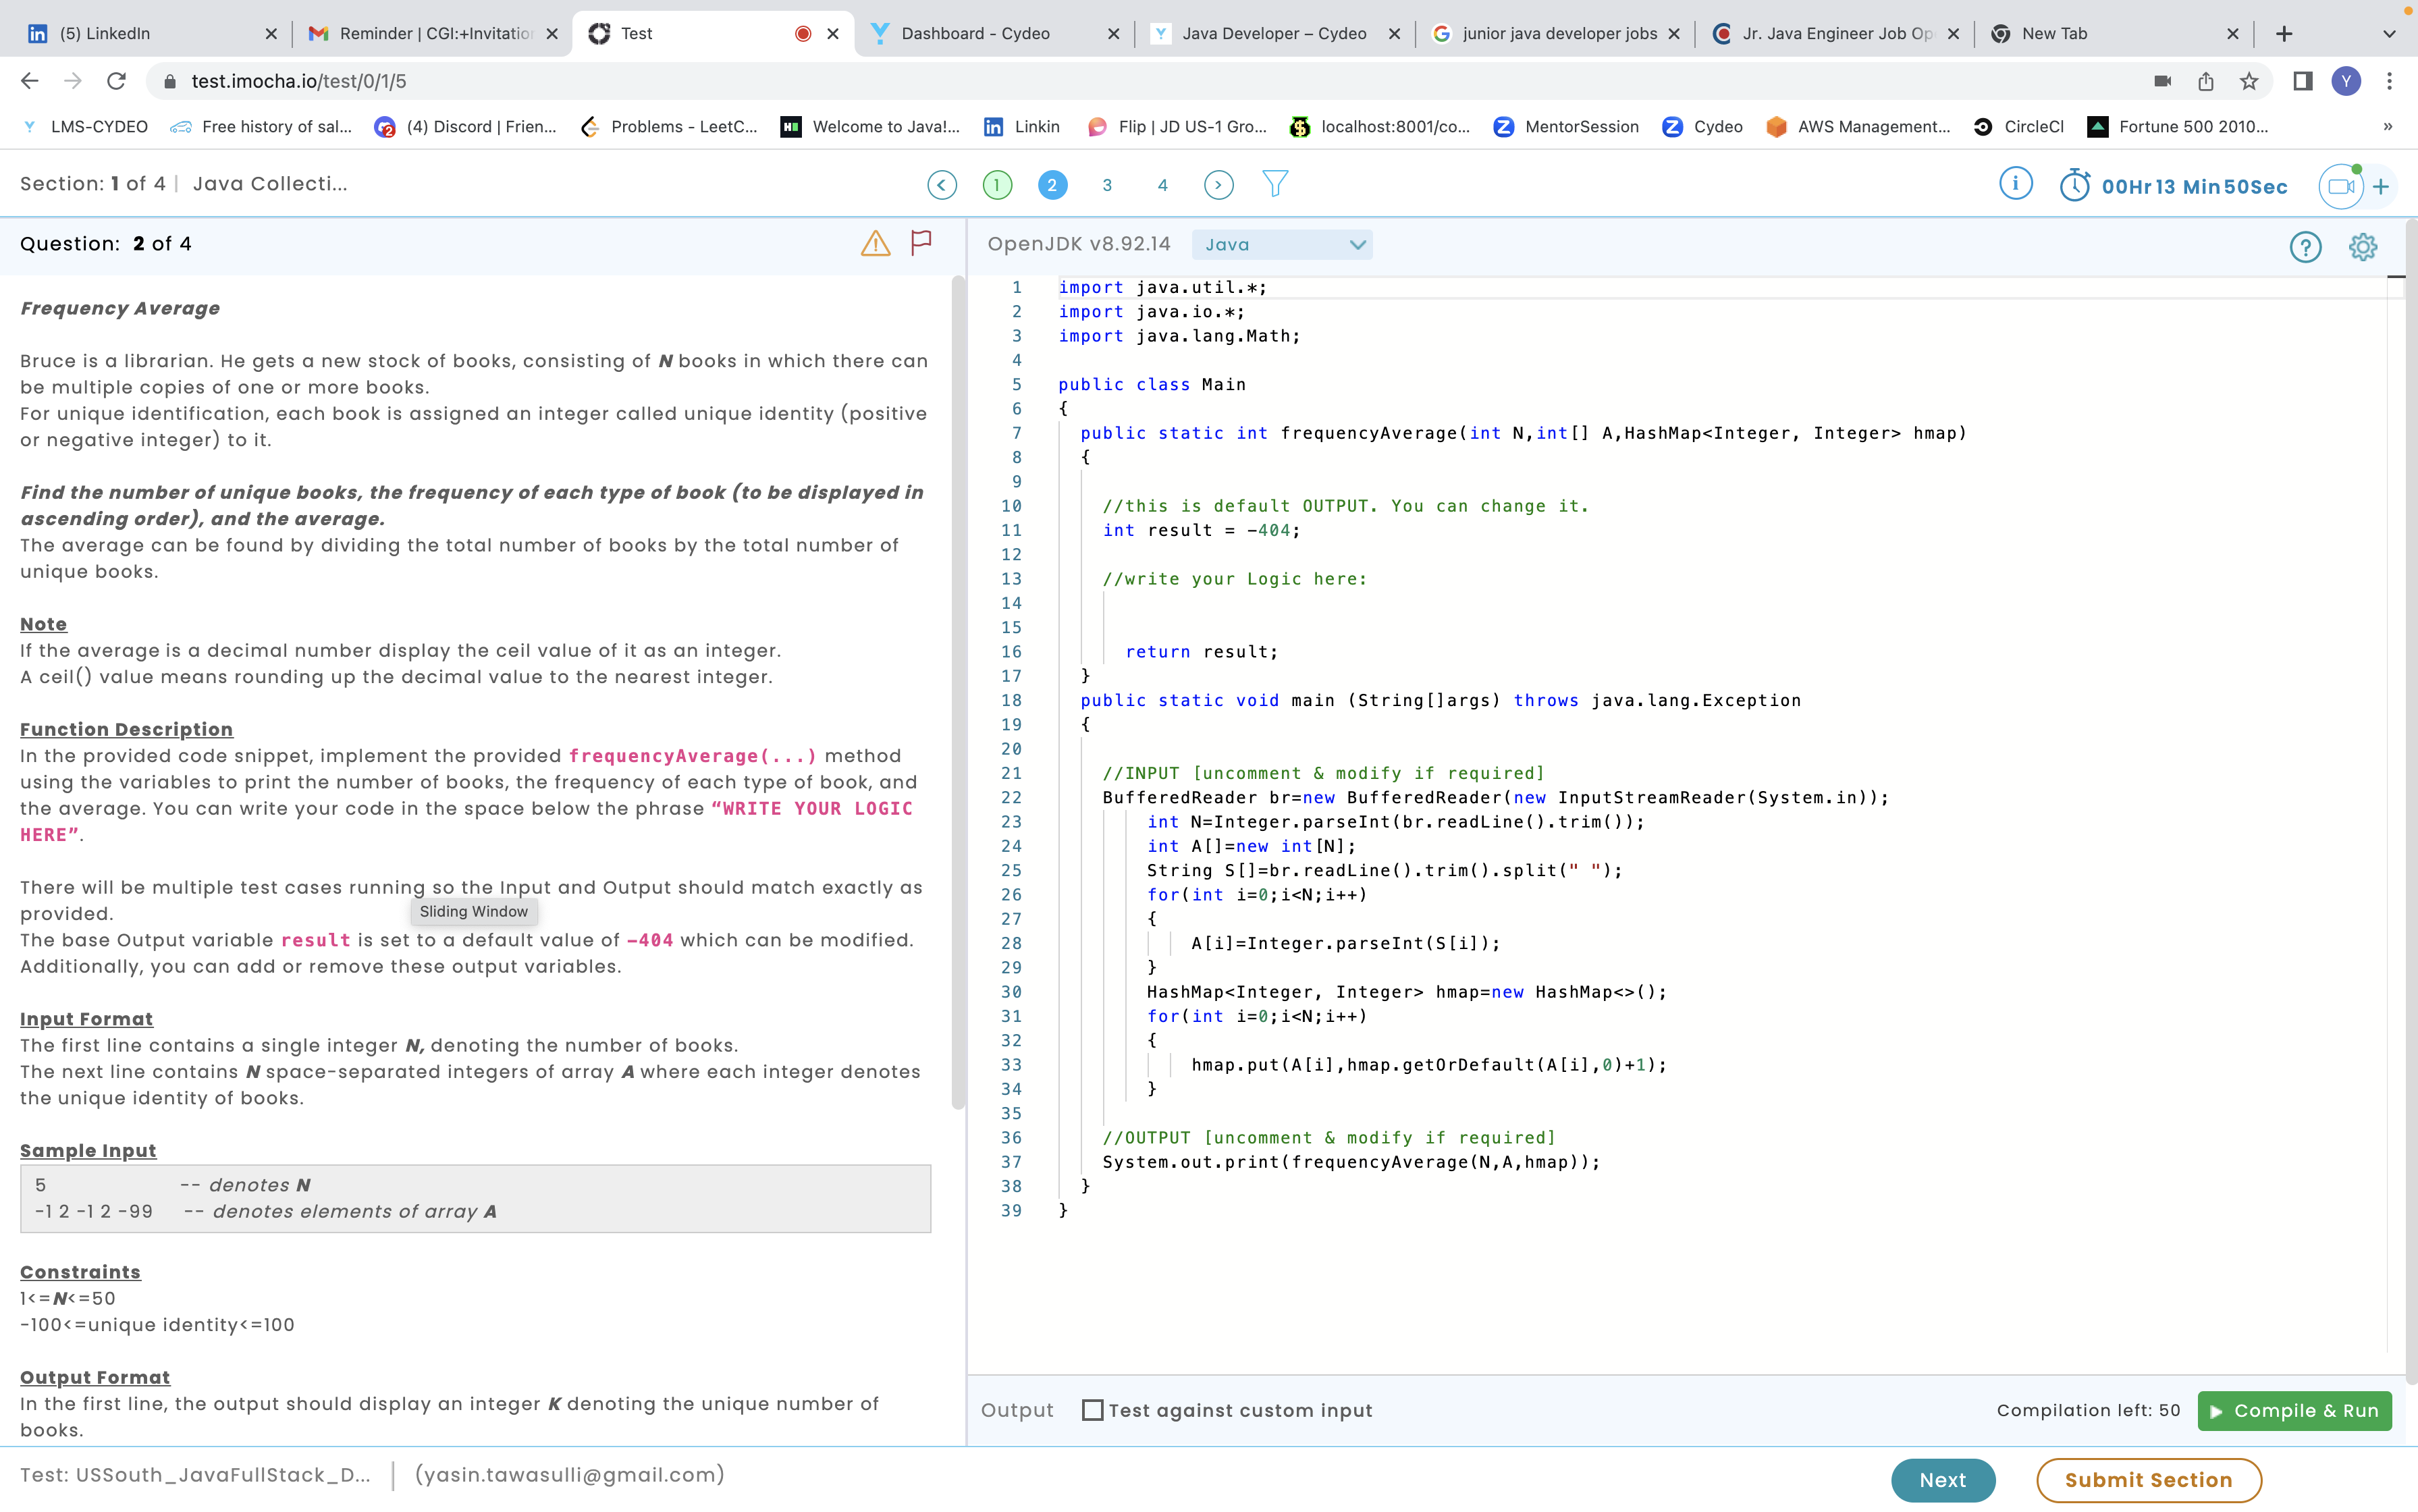 (5) LinkedIn
Reminder | CGI:+Invitation
Test
Dashboard - Cydeo
Java Developer – Cydeo
junior java developer jobs
Jr. Java Engineer Job Op
New Tab
test.imocha.io/test/0/1/5
Y
LMS-CYDEO
Free history of sal...
(4) Discord | Frien...
Problems - LeetC...
Welcome to Java!...
Linkin
Flip | JD US-1 Gro...
localhost:8001/co...
MentorSession
Cydeo
AWS Management...
CircleCI
Fortune 500 2010...
»
Section: 1 of 4 | Java Collecti...
1 2 3 4
00Hr 13 Min 50Sec
Question: 2 of 4
OpenJDK v8.92.14
Java
Frequency Average
Bruce is a librarian. He gets a new stock of books, consisting of N books in which there can
be multiple copies of one or more books.
For unique identification, each book is assigned an integer called unique identity (positive
or negative integer) to it.
Find the number of unique books, the frequency of each type of book (to be displayed in
ascending order), and the average.
The average can be found by dividing the total number of books by the total number of
unique books.
Note
If the average is a decimal number display the ceil value of it as an integer.
A ceil() value means rounding up the decimal value to the nearest integer.
Function Description
In the provided code snippet, implement the provided frequencyAverage(...) method
using the variables to print the number of books, the frequency of each type of book, and
the average. You can write your code in the space below the phrase “WRITE YOUR LOGIC
HERE”.
There will be multiple test cases running so the Input and Output should match exactly as
provided.
Sliding Window
The base Output variable result is set to a default value of -404 which can be modified.
Additionally, you can add or remove these output variables.
Input Format
The first line contains a single integer N, denoting the number of books.
The next line contains N space-separated integers of array A where each integer denotes
the unique identity of books.
Sample Input
5 -- denotes N
-1 2 -1 2 -99 -- denotes elements of array A
Constraints
1<=N<=50
-100<=unique identity<=100
Output Format
In the first line, the output should display an integer K denoting the unique number of
books.
1 import java.util.*;
2 import java.io.*;
3 import java.lang.Math;
4
5 public class Main
6 {
7 public static int frequencyAverage(int N,int[] A,HashMap<Integer, Integer> hmap)
8 {
9
10 //this is default OUTPUT. You can change it.
11 int result = -404;
12
13 //write your Logic here:
14
15
16 return result;
17 }
18 public static void main (String[]args) throws java.lang.Exception
19 {
20
21 //INPUT [uncomment & modify if required]
22 BufferedReader br=new BufferedReader(new InputStreamReader(System.in));
23 int N=Integer.parseInt(br.readLine().trim());
24 int A[]=new int[N];
25 String S[]=br.readLine().trim().split(" ");
26 for(int i=0;i<N;i++)
27 {
28 A[i]=Integer.parseInt(S[i]);
29 }
30 HashMap<Integer, Integer> hmap=new HashMap<>();
31 for(int i=0;i<N;i++)
32 {
33 hmap.put(A[i],hmap.getOrDefault(A[i],0)+1);
34 }
35
36 //OUTPUT [uncomment & modify if required]
37 System.out.print(frequencyAverage(N,A,hmap));
38 }
39 }
Output
Test against custom input
Compilation left: 50
Compile & Run
Test: USSouth_JavaFullStack_D... | (yasin.tawasulli@gmail.com)
Next
Submit Section